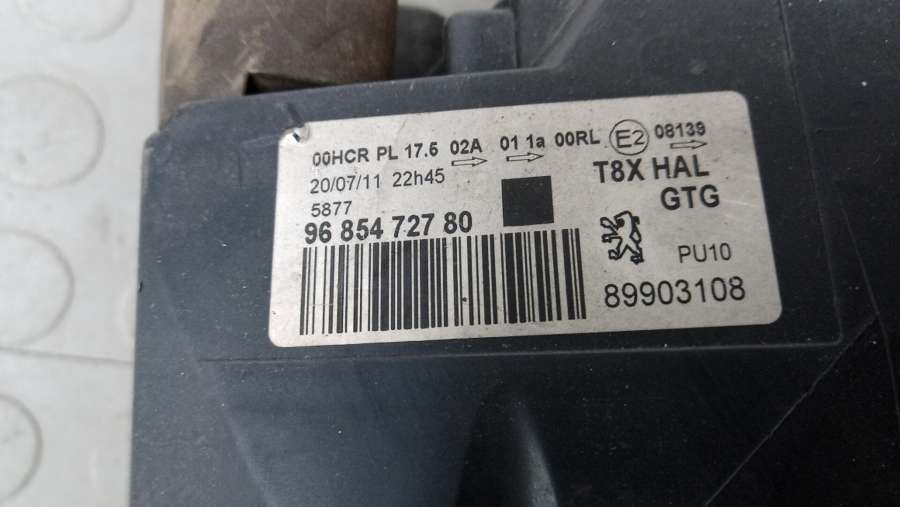 00HCR PL 17.5 02A 01 1a 00RL E2 08139
20/07/11 22h45
T8X HAL
5877
GTG
96 854 727 80
PU10
89903108